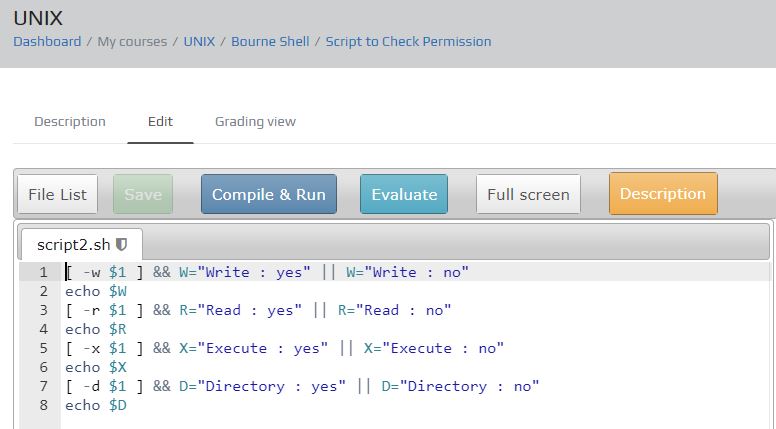 UNIX
Dashboard / My courses / UNIX / Bourne Shell / Script to Check Permission
Description Edit Grading view
File List Save Compile & Run Evaluate Full screen Description
script2.sh
1 [ -w $1 ] && W="Write : yes" || W="Write : no"
2 echo $W
3 [ -r $1 ] && R="Read : yes" || R="Read : no"
4 echo $R
5 [ -x $1 ] && X="Execute : yes" || X="Execute : no"
6 echo $X
7 [ -d $1 ] && D="Directory : yes" || D="Directory : no"
8 echo $D